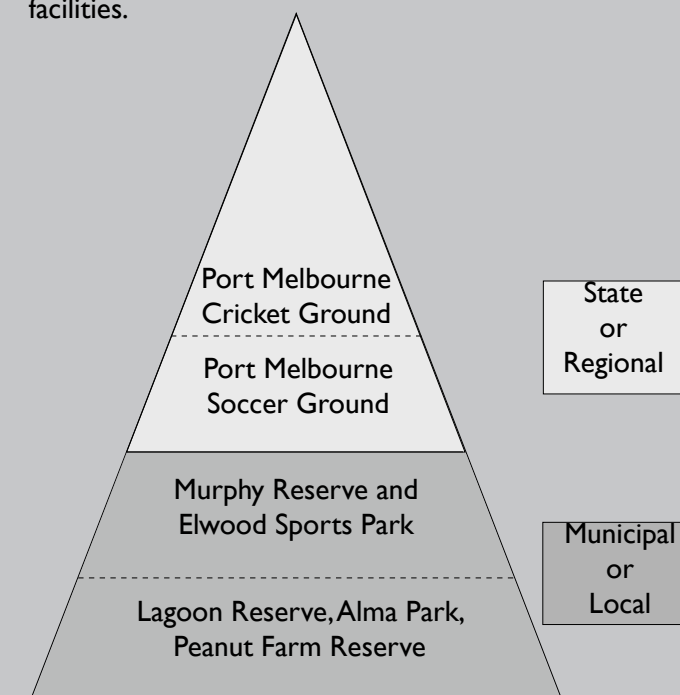 facilities.
Port Melbourne
Cricket Ground
State
or
Regional
Port Melbourne
Soccer Ground
Murphy Reserve and
Elwood Sports Park
Municipal
or
Local
Lagoon Reserve, Alma Park,
Peanut Farm Reserve